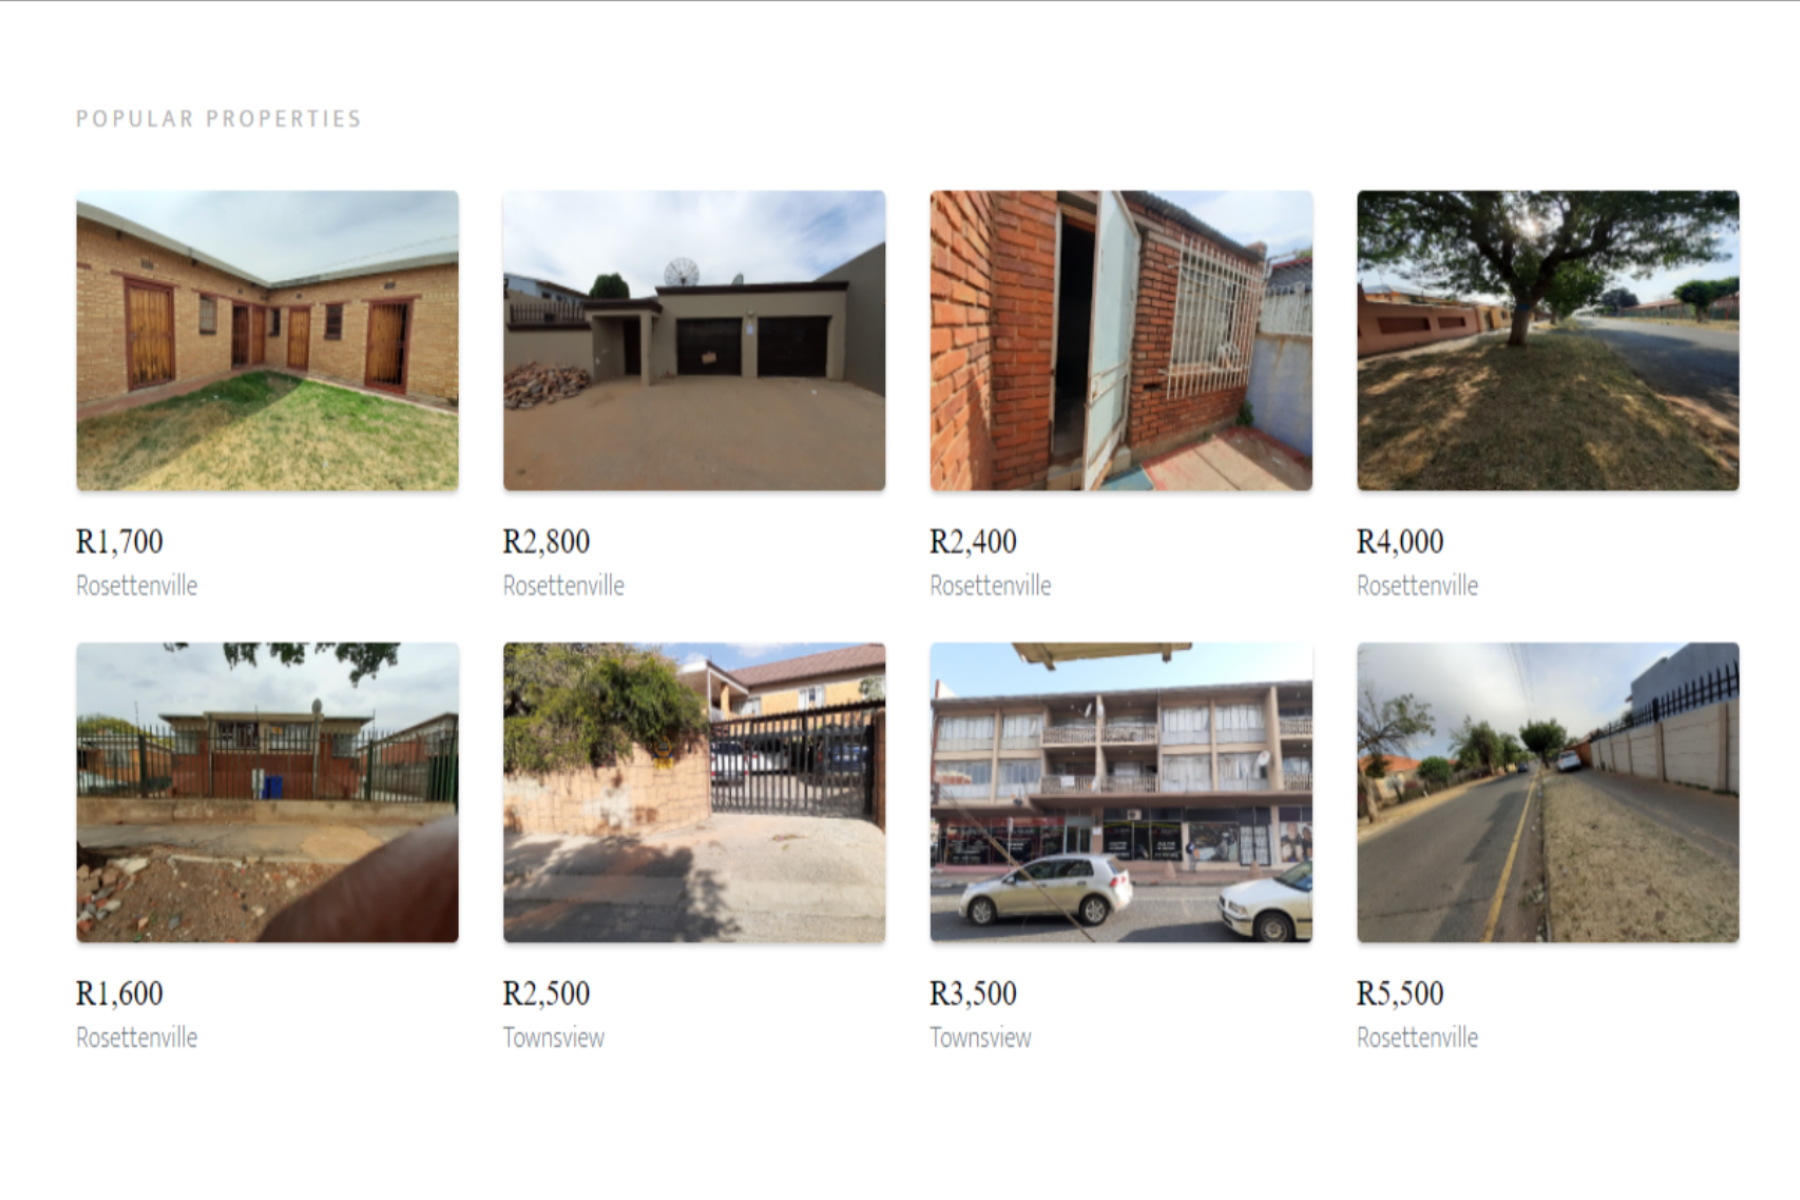 POPULAR PROPERTIES
R1,700
Rosettenville
R2,800
Rosettenville
R2,400
Rosettenville
R4,000
Rosettenville
R1,600
Rosettenville
R2,500
Townsview
R3,500
Townsview
R5,500
Rosettenville